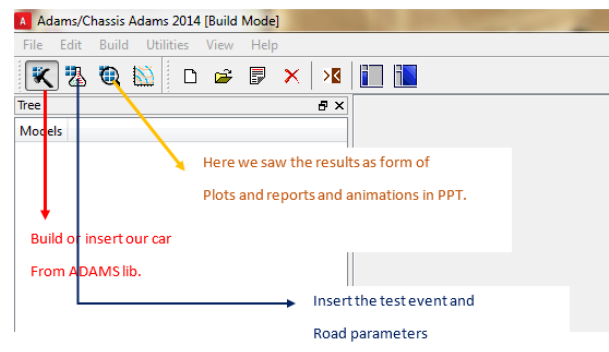 Adams/Chassis Adams 2014 [Build Mode]
File Edit Build Utilities View Help
Tree
Models
Here we saw the results as form of
Plots and reports and animations in PPT.
Build or insert our car
From ADAMS lib.
Insert the test event and
Road parameters